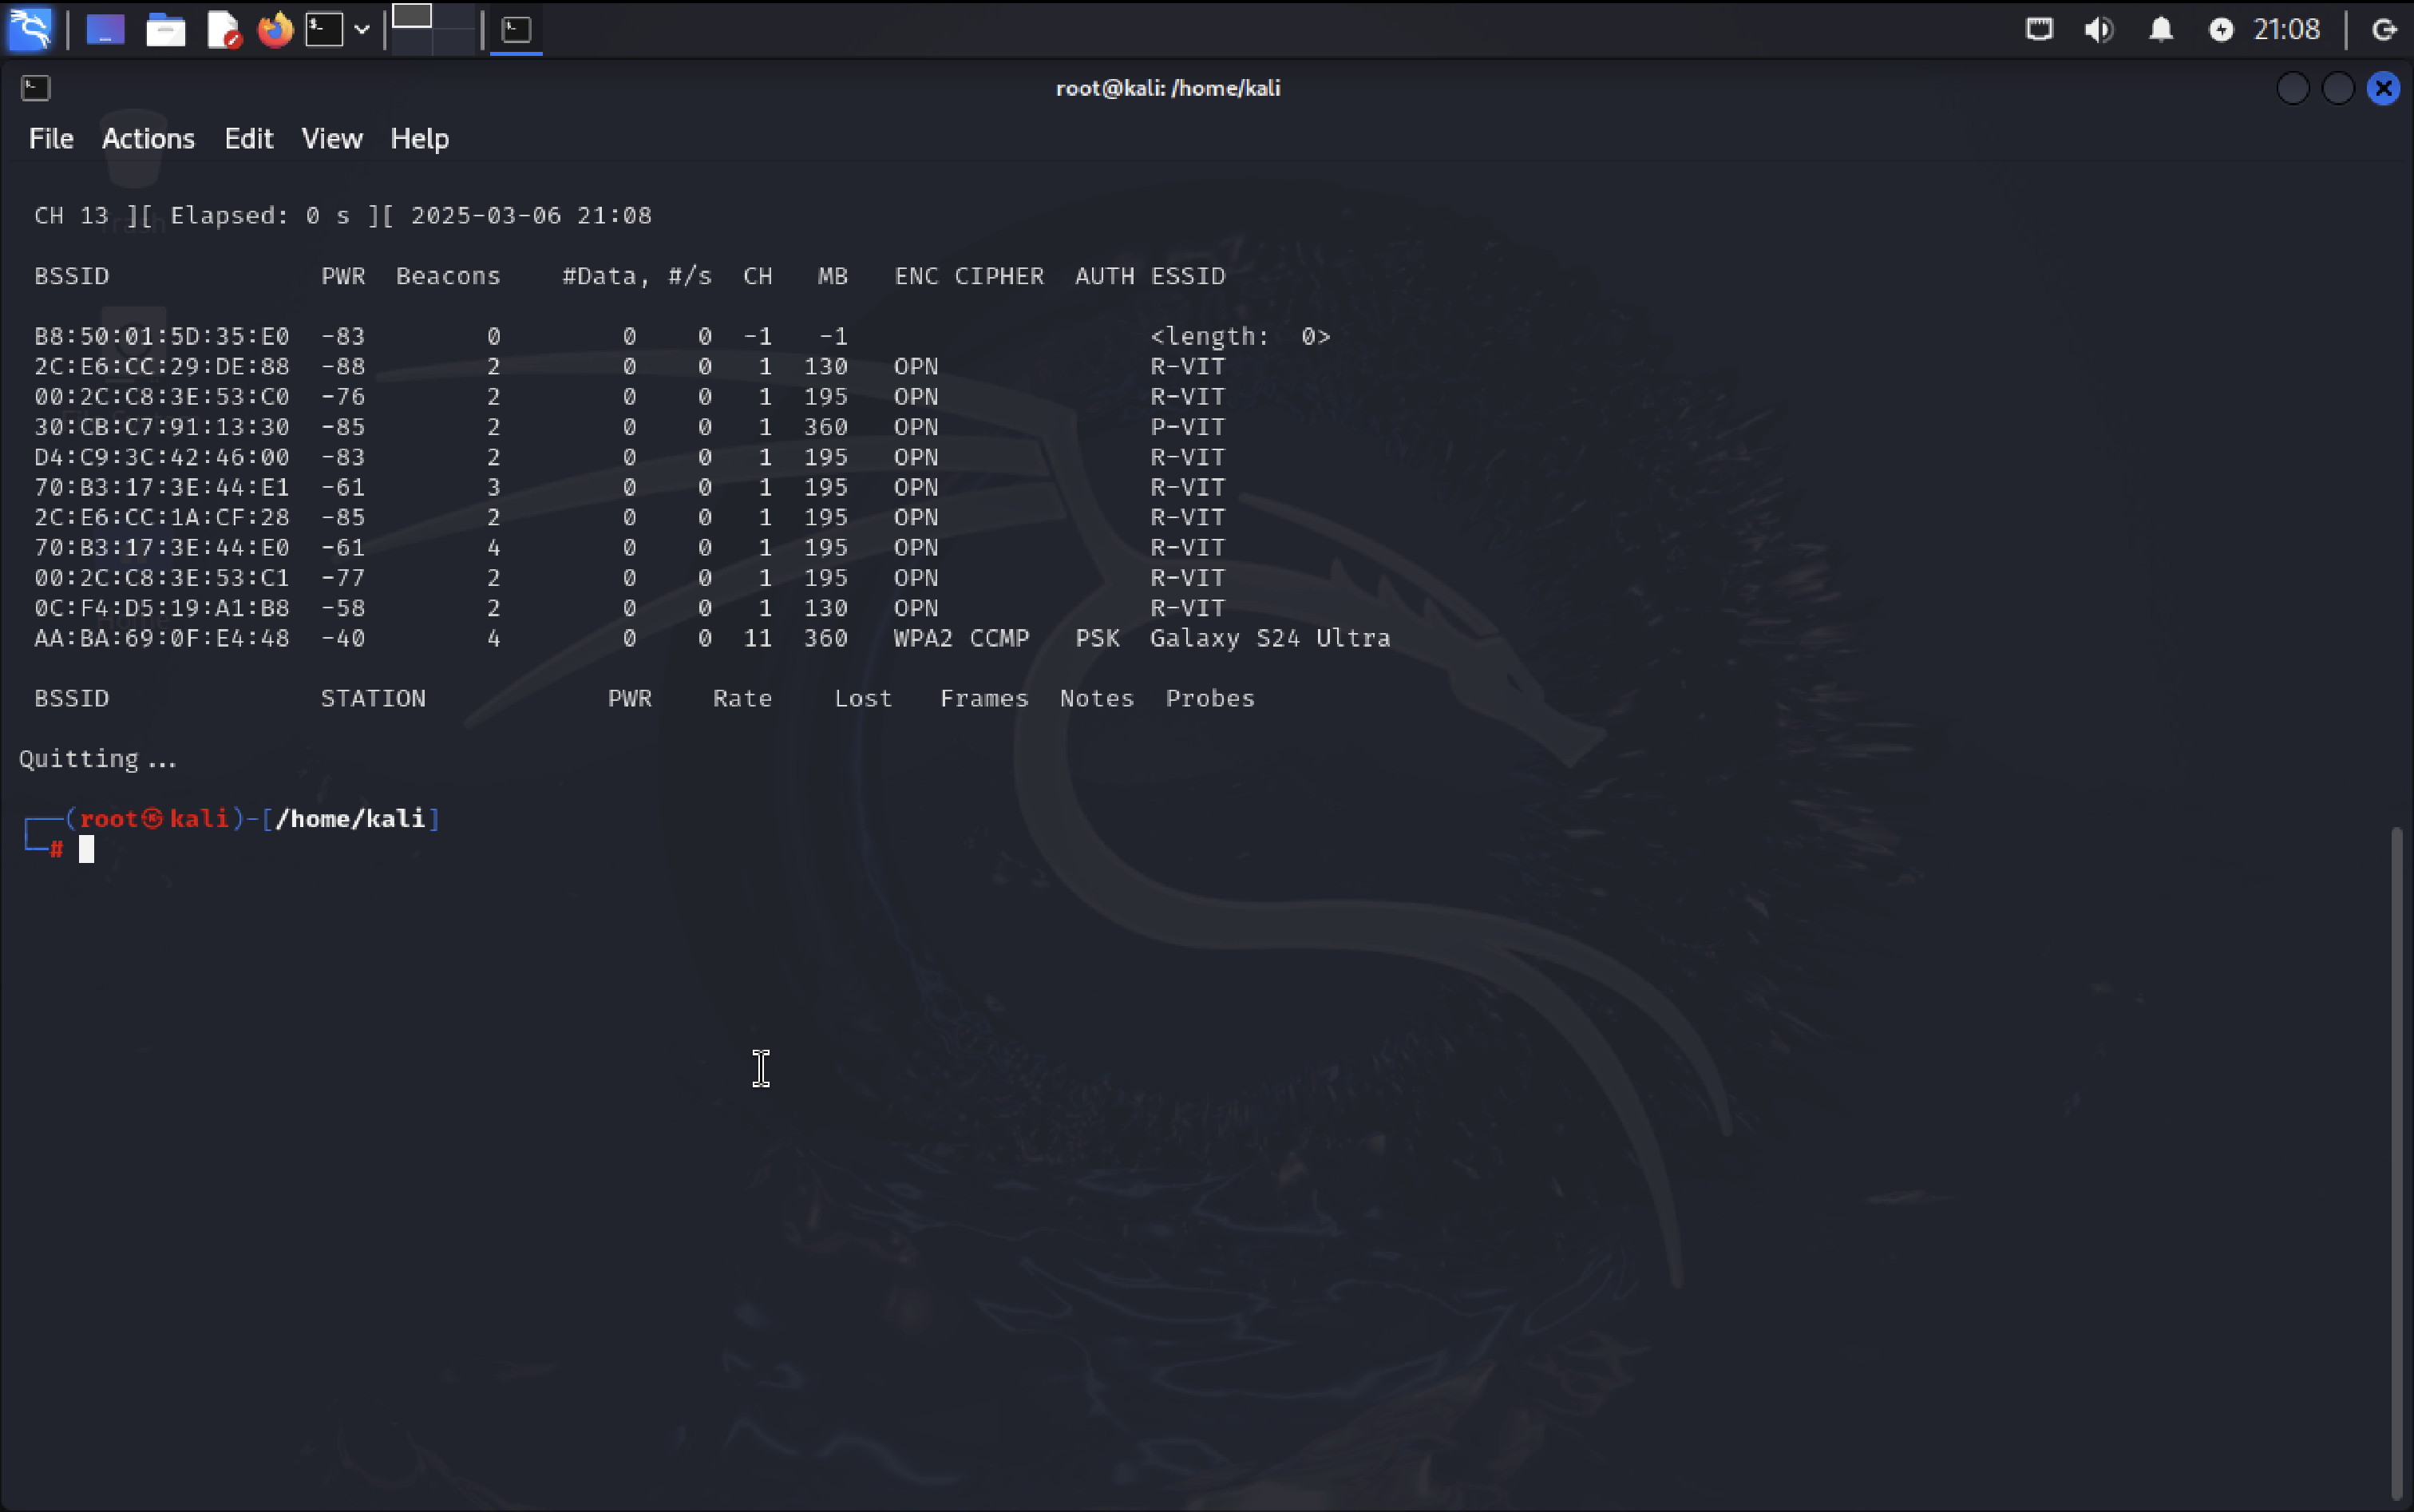 21:08
root@kali: /home/kali
File Actions Edit View Help
Trash
CH 13 ][ Elapsed: 0 s ][ 2025-03-06 21:08
BSSID PWR Beacons #Data, #/s CH MB ENC CIPHER AUTH ESSID
B8:50:01:5D:35:E0 -83 0 0 0 -1 -1 <length: 0>
2C:E6:CC:29:DE:88 -88 2 0 0 1 130 OPN R-VIT
00:2C:C8:3E:53:C0 -76 2 0 0 1 195 OPN R-VIT
30:CB:C7:91:13:30 -85 2 0 0 1 360 OPN P-VIT
D4:C9:3C:42:46:00 -83 2 0 0 1 195 OPN R-VIT
70:B3:17:3E:44:E1 -61 3 0 0 1 195 OPN R-VIT
2C:E6:CC:1A:CF:28 -85 2 0 0 1 195 OPN R-VIT
70:B3:17:3E:44:E0 -61 4 0 0 1 195 OPN R-VIT
00:2C:C8:3E:53:C1 -77 2 0 0 1 195 OPN R-VIT
0C:F4:D5:19:A1:B8 -58 2 0 0 1 130 OPN R-VIT
Home
AA:BA:69:0F:E4:48 -40 4 0 0 11 360 WPA2 CCMP PSK Galaxy S24 Ultra
BSSID STATION PWR Rate Lost Frames Notes Probes
Quitting...
┌──(root㉿kali)-[/home/kali]
└─#